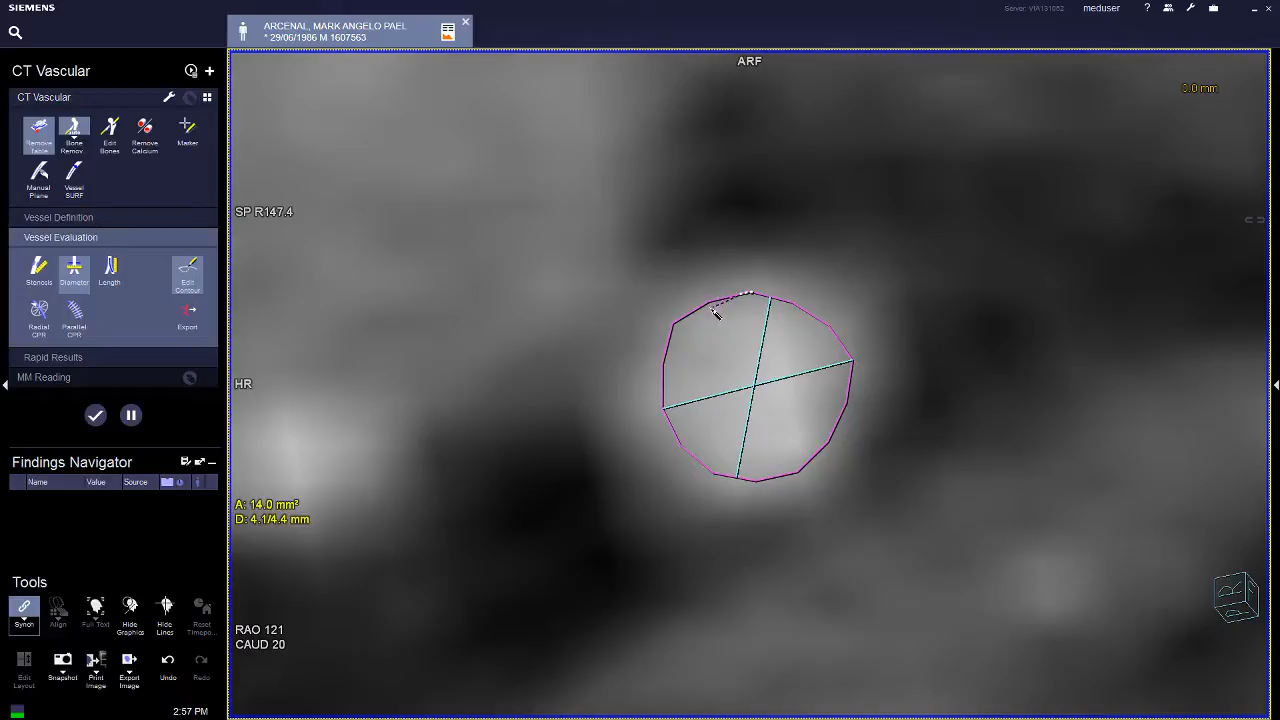 SIEMENS
Server: VIA131052
meduser
?
ARCENAL, MARK ANGELO PAEL
* 29/06/1986 M 1607563
CT Vascular
CT Vascular
Remove Table
Bone Remov.
Edit Bones
Remove Calcium
Marker
Manual Plane
Vessel SURF
Vessel Definition
Vessel Evaluation
Stenosis
Diameter
Length
Edit Contour
Radial CPR
Parallel CPR
Export
Rapid Results
MM Reading
Findings Navigator
Name Value Source
Tools
Synch
Align
Full Text
Hide Graphics
Hide Lines
Reset Timepo...
Edit Layout
Snapshot
Print Image
Export Image
Undo
Redo
2:57 PM
ARF
0.0 mm
SP R147.4
HR
A: 14.0 mm²
D: 4.1/4.4 mm
RAO 121
CAUD 20
R